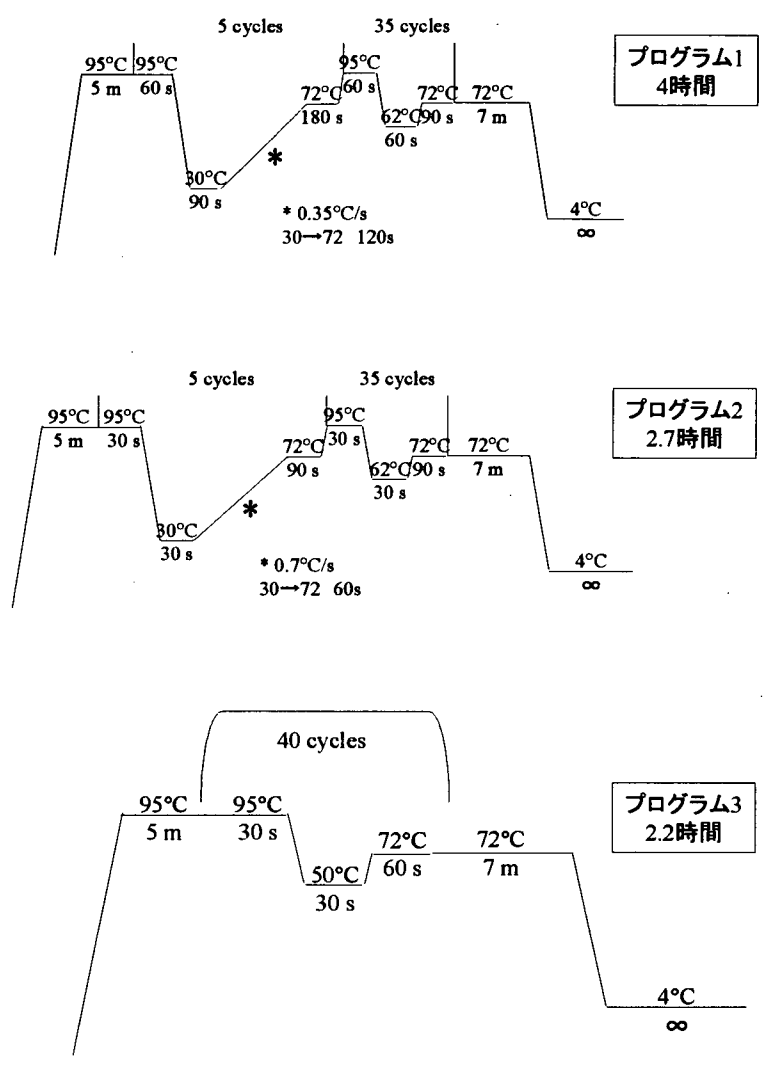 5 cycles
35 cycles
プログラム1
4時間
95°C 95°C
5 m 60 s
30°C
90 s
*
72°C
180 s
95°C
60 s
62°C
60 s
72°C
90 s
72°C
7 m
* 0.35°C/s
30→72 120s
4°C
∞
5 cycles
35 cycles
プログラム2
2.7時間
95°C 95°C
5 m 30 s
30°C
30 s
*
72°C
90 s
95°C
30 s
62°C
30 s
72°C
90 s
72°C
7 m
* 0.7°C/s
30→72 60s
4°C
∞
40 cycles
プログラム3
2.2時間
95°C
5 m
95°C
30 s
50°C
30 s
72°C
60 s
72°C
7 m
4°C
∞